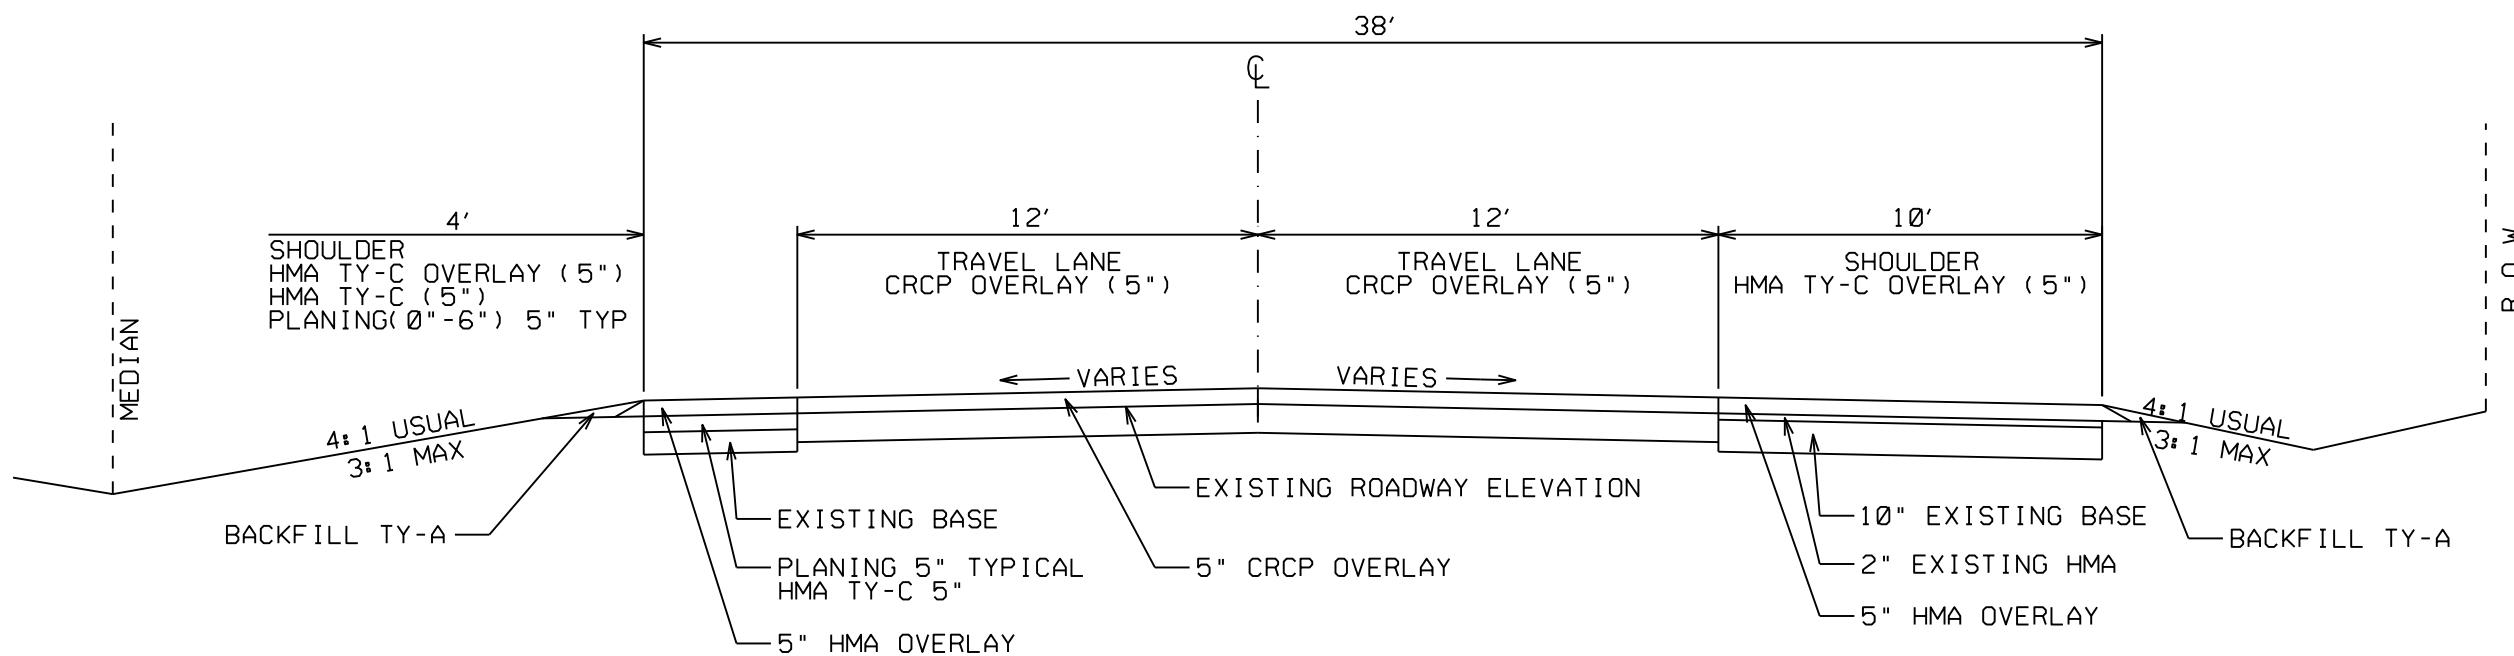 38'
CL
4'
12'
12'
10'
SHOULDER
HMA TY-C OVERLAY (5")
HMA TY-C (5")
PLANING(0"-6") 5" TYP
TRAVEL LANE
CRCP OVERLAY (5")
TRAVEL LANE
CRCP OVERLAY (5")
SHOULDER
HMA TY-C OVERLAY (5")
MEDIAN
R O W
VARIES
VARIES
4:1 USUAL
3:1 MAX
4:1 USUAL
3:1 MAX
BACKFILL TY-A
EXISTING BASE
PLANING 5" TYPICAL
HMA TY-C 5"
5" HMA OVERLAY
EXISTING ROADWAY ELEVATION
5" CRCP OVERLAY
10" EXISTING BASE
2" EXISTING HMA
5" HMA OVERLAY
BACKFILL TY-A